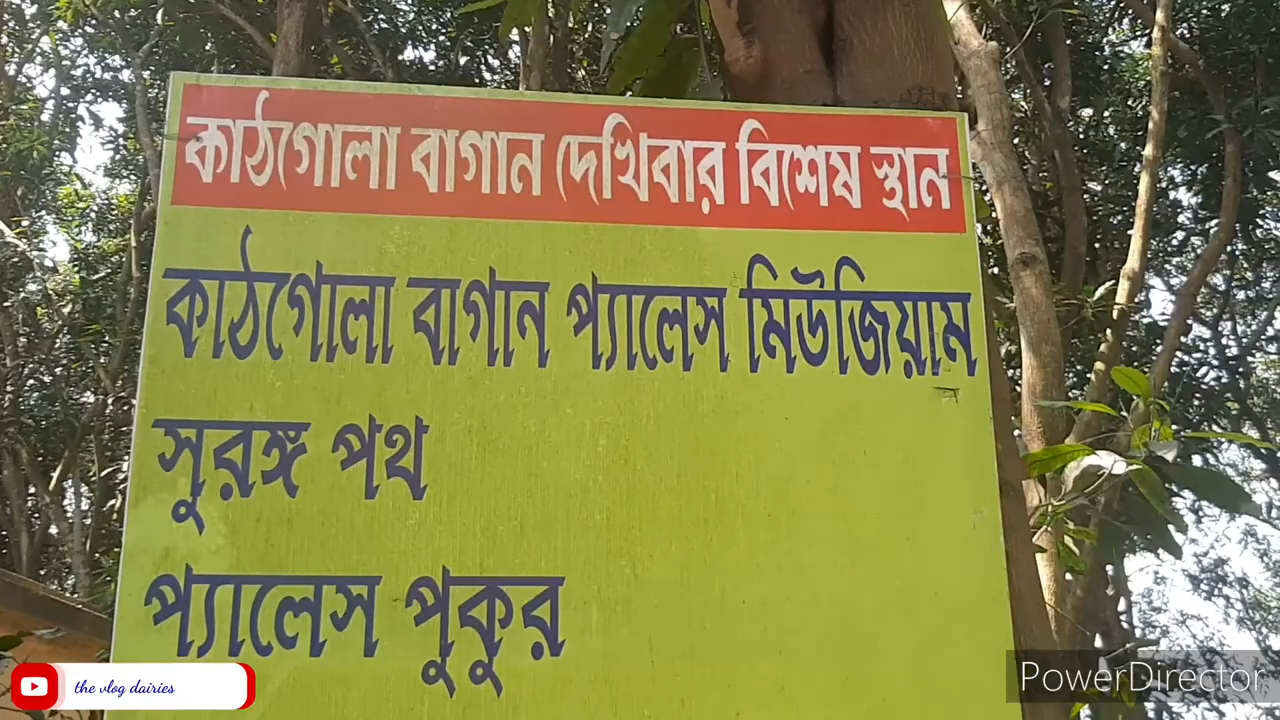 কাঠগোলা বাগান দেখিবার বিশেষ স্থান
কাঠগোলা বাগান প্যালেস মিউজিয়াম
সুরঙ্গ পথ
প্যালেস পুকুর
the vlog dairies
PowerDirector